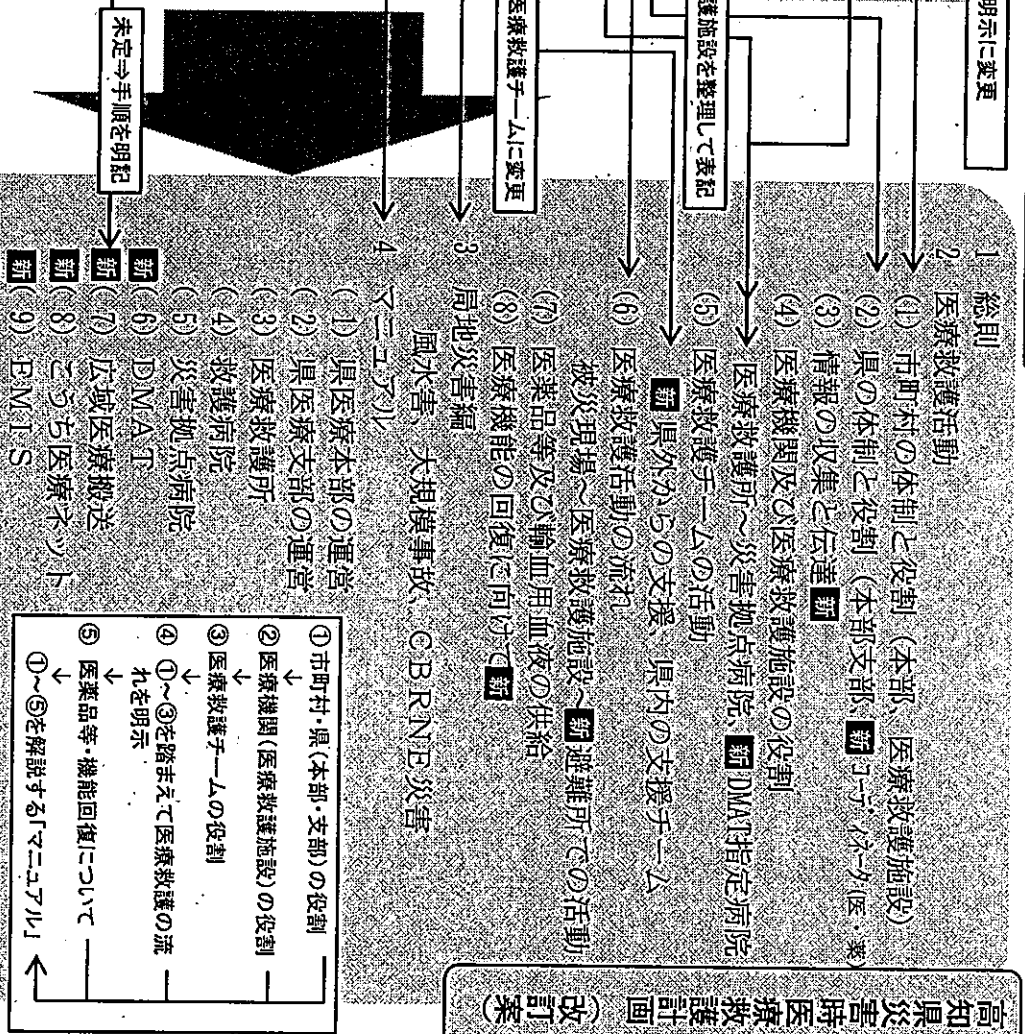 高知県災害時医療救護計画（改訂案）
明示に変更
護施設を整理して表記
医療救護チームに変更
未定⇒手順を明記
1 総則
2 医療救護活動
(1) 市町村の体制と役割（本部、医療救護施設）
(2) 県の体制と役割（本部支部、新 コーディネータ(医・薬)
(3) 情報の収集と伝達 新
(4) 医療機関及び医療救護施設の役割
医療救護所～災害拠点病院、新 DMAT指定病院
(5) 医療救護チームの活動
新 県外からの支援、県内の支援チーム
(6) 医療救護活動の流れ
被災現場～医療救護施設～新 避難所での活動
(7) 医薬品等及び輸血用血液の供給
(8) 医療機能の回復に向けて 新
3 局地災害編
風水害、大規模事故、CBRNE災害
4 マニュアル
(1) 県医療本部の運営
(2) 県医療支部の運営
(3) 医療救護所
(4) 救護病院
(5) 災害拠点病院
新 (6) DMAT
新 (7) 広域医療搬送
新 (8) こうち医療ネット
新 (9) EMIS
①市町村・県(本部・支部)の役割
↓
②医療機関(医療救護施設)の役割
↓
③医療救護チームの役割
↓
④ ①～③を踏まえて医療救護の流
れを明示
↓
⑤ 医薬品等・機能回復について
↓
①～⑤を解説する「マニュアル」